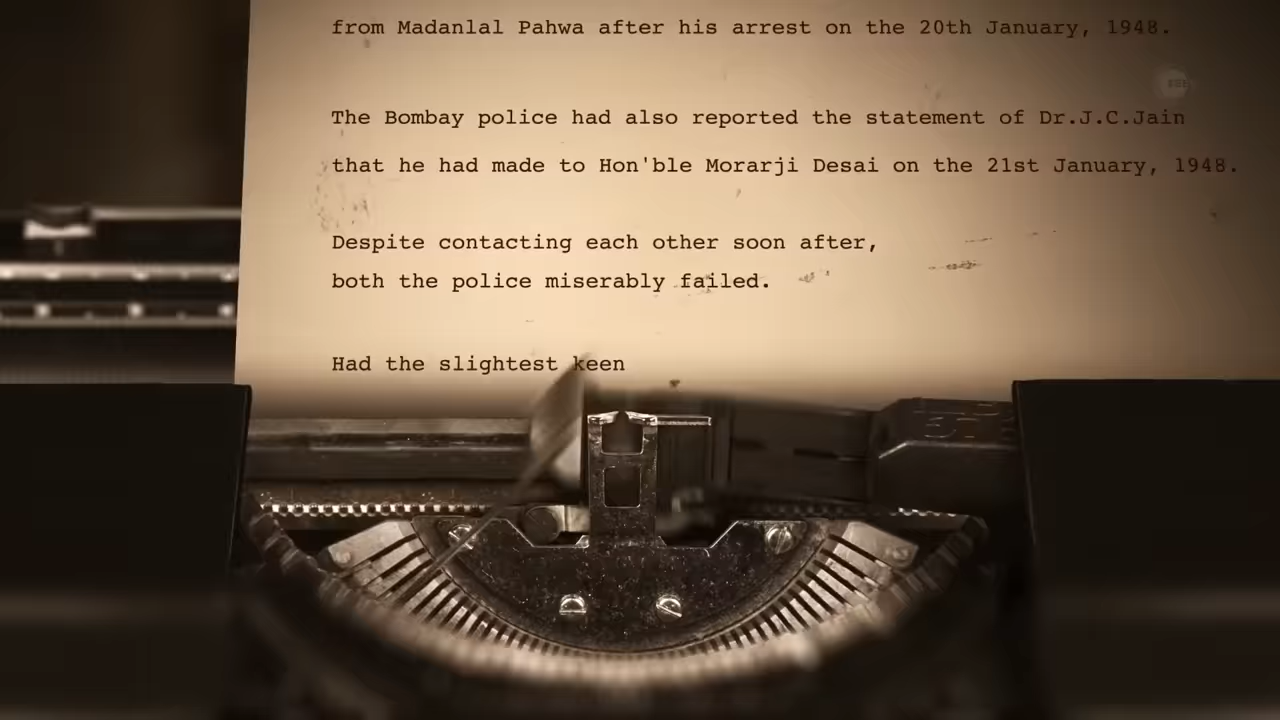 from Madanlal Pahwa after his arrest on the 20th January, 1948.
The Bombay police had also reported the statement of Dr.J.C.Jain
that he had made to Hon'ble Morarji Desai on the 21st January, 1948.
Despite contacting each other soon after,
both the police miserably failed.
Had the slightest keen